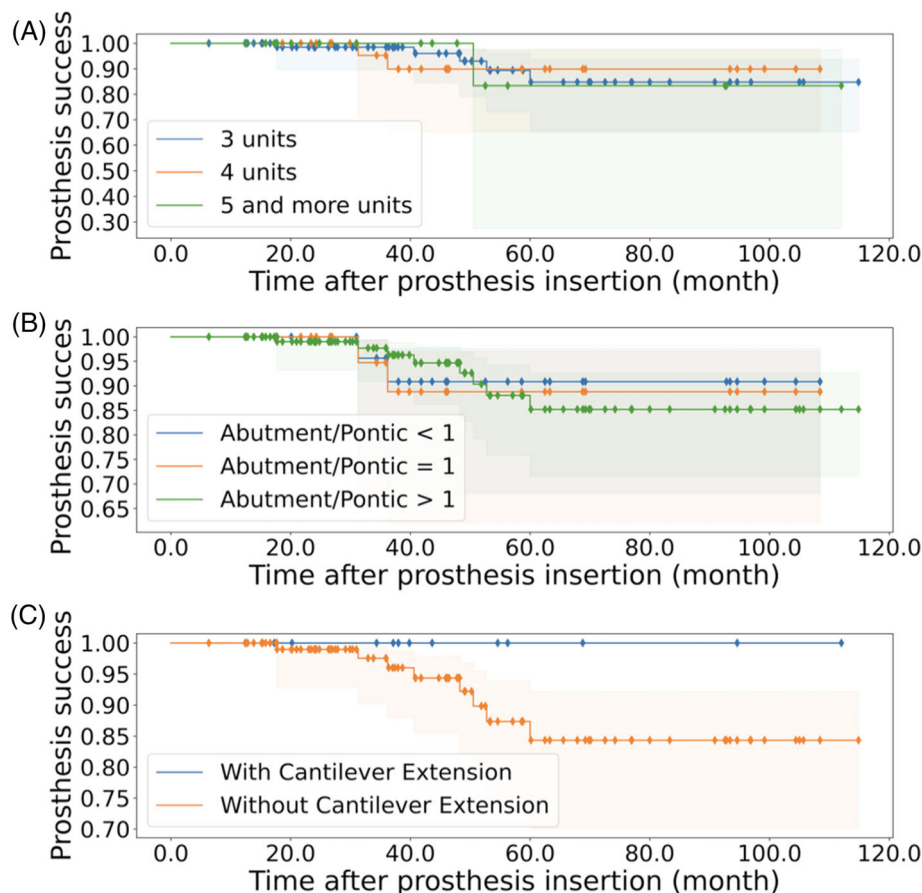 (A)
Prosthesis success
1.00
0.90
0.80
0.70
0.60
0.50
0.40
0.30
3 units
4 units
5 and more units
0.0 20.0 40.0 60.0 80.0 100.0 120.0
Time after prosthesis insertion (month)
(B)
Prosthesis succes
1.00
0.95
0.90
0.85
0.80
0.75
0.70
0.65
Abutment/Pontic < 1
Abutment/Pontic = 1
Abutment/Pontic > 1
0.0 20.0 40.0 60.0 80.0 100.0 120.0
Time after prosthesis insertion (month)
(C)
Prosthesis success
1.00
0.95
0.90
0.85
0.80
0.75
0.70
With Cantilever Extension
Without Cantilever Extension
0.0 20.0 40.0 60.0 80.0 100.0 120.0
Time after prosthesis insertion (month)